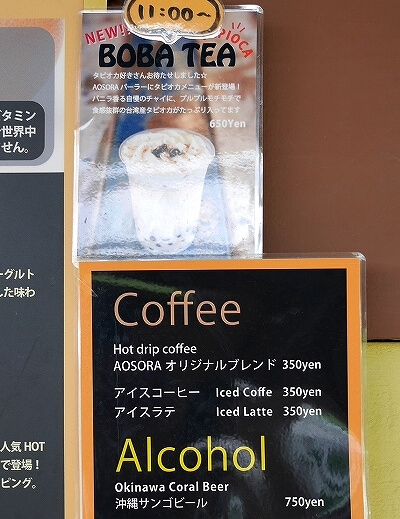 11:00～
NEW!!
PIOCA
BOBA TEA
タピオカ好きさんお待たせしました☆
AOSORA パーラーにタピオカメニューが新登場！
バニラ香る自慢のチャイに、プルプルモチモチで
食感抜群の台湾産タピオカがたっぷり入ってます
650Yen
Coffee
Hot drip coffee
AOSORA オリジナルブレンド 350yen
アイスコーヒー Iced Coffe 350yen
アイスラテ Iced Latte 350yen
Alcohol
Okinawa Coral Beer
沖縄サンゴビール 750yen
ビタミン
世界中
せん。
ーグルト
した味わ
人気 HOT
で登場！
ピング。